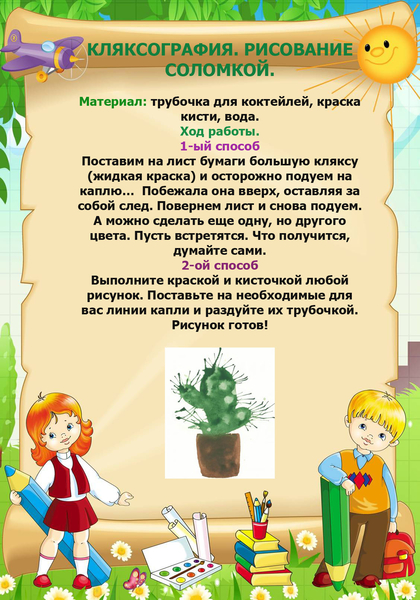 КЛЯКСОГРАФИЯ. РИСОВАНИЕ
СОЛОМКОЙ.
Материал: трубочка для коктейлей, краска
кисти, вода.
Ход работы.
1-ый способ
Поставим на лист бумаги большую кляксу
(жидкая краска) и осторожно подуем на
каплю… Побежала она вверх, оставляя за
собой след. Повернем лист и снова подуем.
А можно сделать еще одну, но другого
цвета. Пусть встретятся. Что получится,
думайте сами.
2-ой способ
Выполните краской и кисточкой любой
рисунок. Поставьте на необходимые для
вас линии капли и раздуйте их трубочкой.
Рисунок готов!